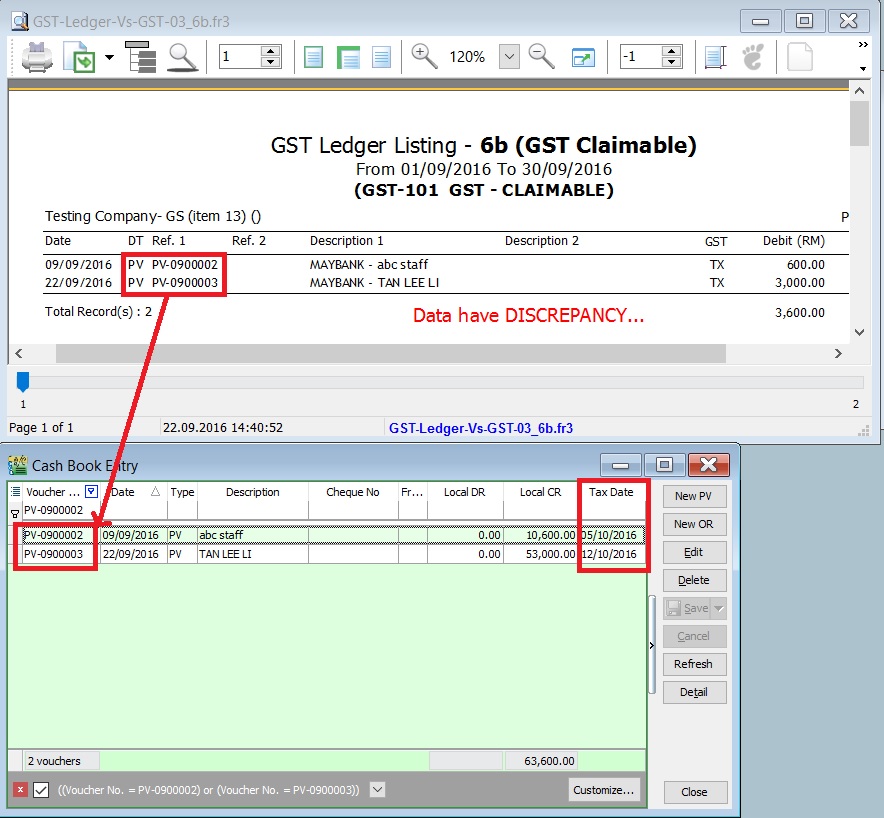 GST-Ledger-Vs-GST-03_6b.fr3
1 120% -1
GST Ledger Listing - 6b (GST Claimable)
From 01/09/2016 To 30/09/2016
(GST-101 GST - CLAIMABLE)
Testing Company- GS (item 13) () P
Date DT Ref. 1 Ref. 2 Description 1 Description 2 GST Debit (RM)
09/09/2016 PV PV-0900002 MAYBANK - abc staff TX 600.00
22/09/2016 PV PV-0900003 MAYBANK - TAN LEE LI TX 3,000.00
Total Record(s) : 2 3,600.00
Data have DISCREPANCY...
1 2
Page 1 of 1 22.09.2016 14:40:52 GST-Ledger-Vs-GST-03_6b.fr3
Cash Book Entry
Voucher ... Date Type Description Cheque No Fr... Local DR Local CR Tax Date
PV-0900002
PV-0900002 09/09/2016 PV abc staff 0.00 10,600.00 05/10/2016
PV-0900003 22/09/2016 PV TAN LEE LI 0.00 53,000.00 12/10/2016
New PV
New OR
Edit
Delete
Save
Cancel
Refresh
Detail
2 vouchers 63,600.00
((Voucher No. = PV-0900002) or (Voucher No. = PV-0900003)) Customize... Close